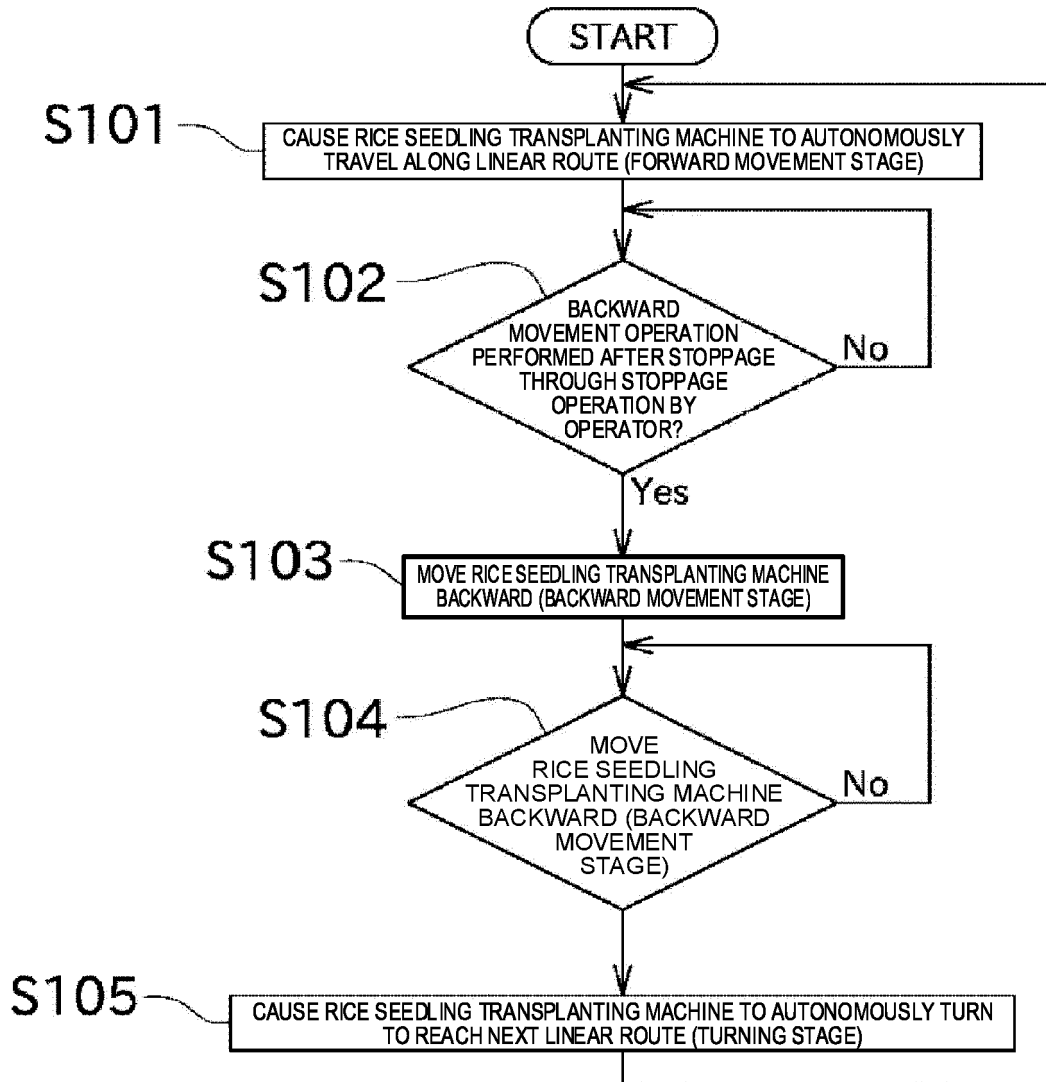 START
S101
CAUSE RICE SEEDLING TRANSPLANTING MACHINE TO AUTONOMOUSLY
TRAVEL ALONG LINEAR ROUTE (FORWARD MOVEMENT STAGE)
S102
BACKWARD
MOVEMENT OPERATION
PERFORMED AFTER STOPPAGE
THROUGH STOPPAGE
OPERATION BY
OPERATOR?
No
Yes
S103
MOVE RICE SEEDLING TRANSPLANTING MACHINE
BACKWARD (BACKWARD MOVEMENT STAGE)
S104
MOVE
RICE SEEDLING
TRANSPLANTING MACHINE
BACKWARD (BACKWARD
MOVEMENT
STAGE)
No
S105
CAUSE RICE SEEDLING TRANSPLANTING MACHINE TO AUTONOMOUSLY TURN
TO REACH NEXT LINEAR ROUTE (TURNING STAGE)